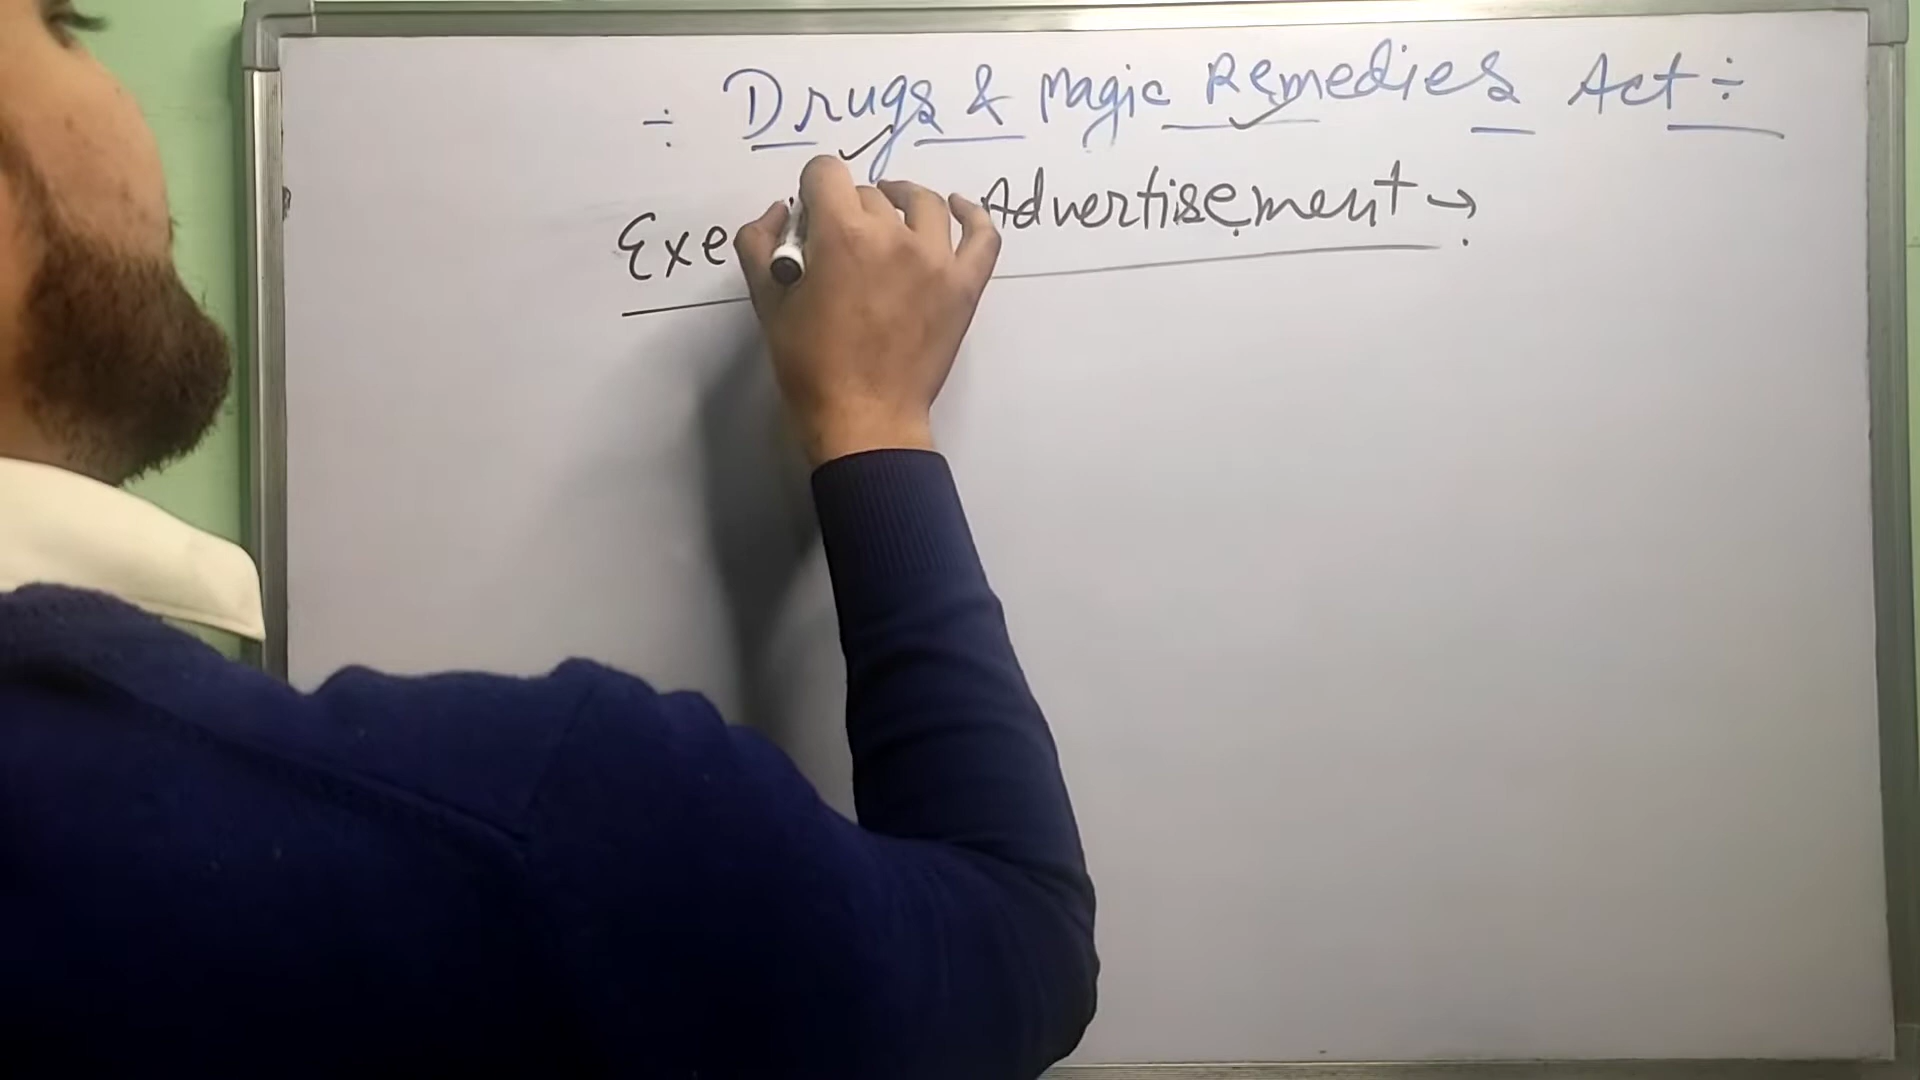 ÷ Drugs & Magic Remedies Act ÷
Advertisement →